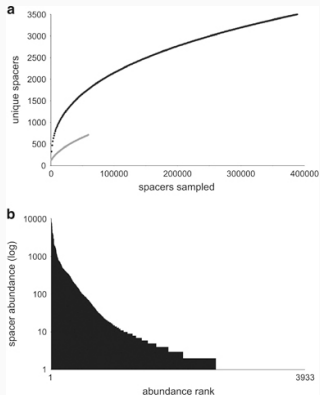 a
3500
3000
2500
2000
1500
1000
500
0
unique spacers
0 100000 200000 300000 400000
spacers sampled
b
10000
1000
100
10
1
spacer abundance (log)
1 3933
abundance rank